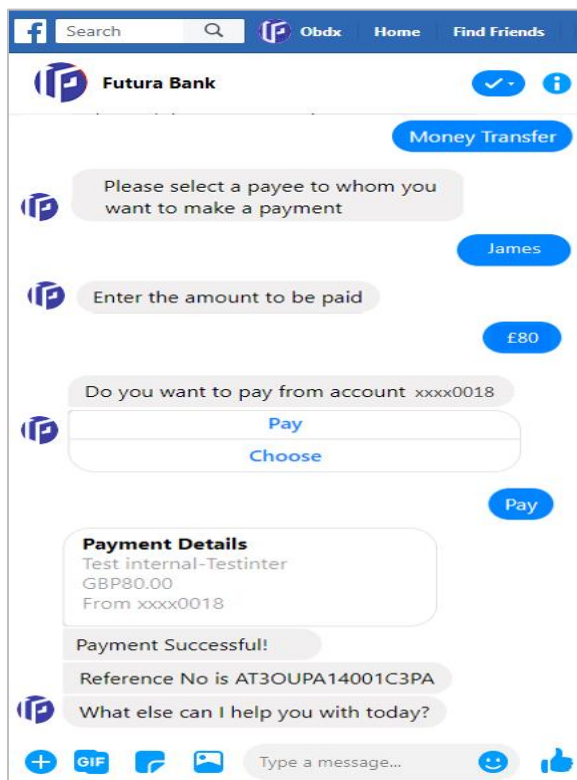 f Search Obdx Home Find Friends
Futura Bank
Money Transfer
Please select a payee to whom you
want to make a payment
James
Enter the amount to be paid
£80
Do you want to pay from account xxxx0018
Pay
Choose
Pay
Payment Details
Test internal-Testinter
GBP80.00
From xxxx0018
Payment Successful!
Reference No is AT3OUPA14001C3PA
What else can I help you with today?
GIF Type a message...